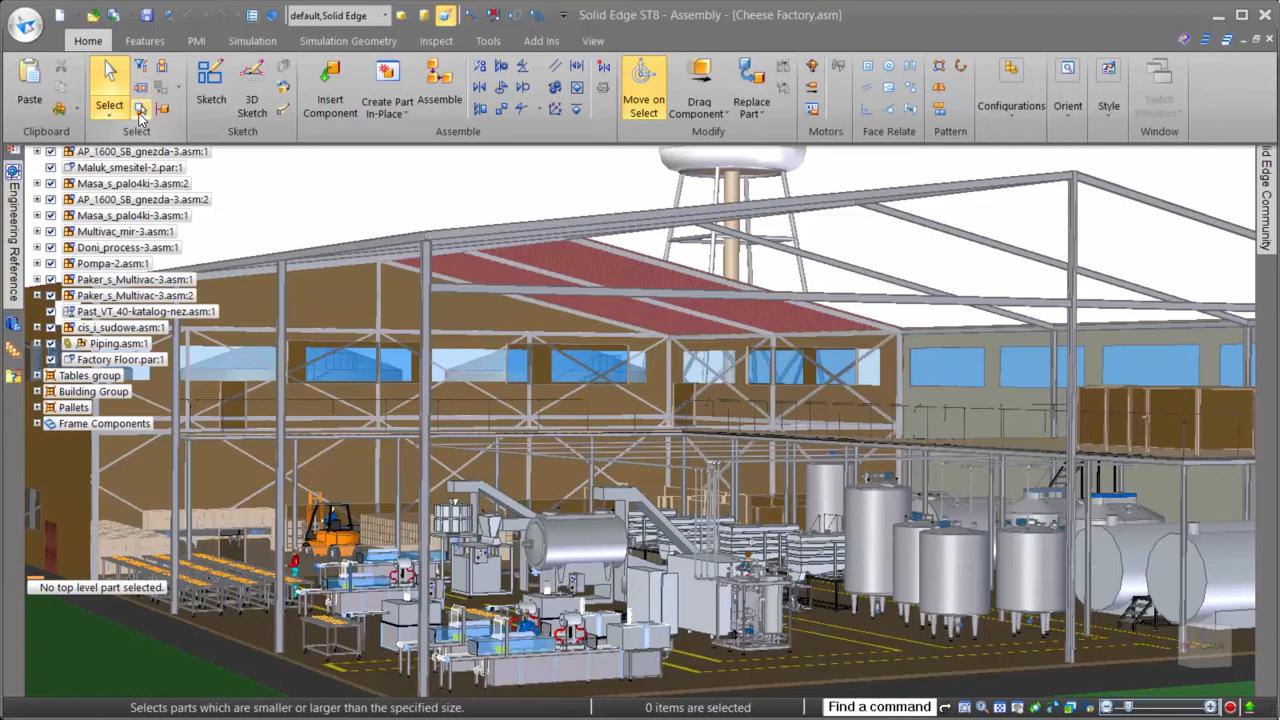 default,Solid Edge
Solid Edge ST8 - Assembly - [Cheese Factory.asm]
Home
Features
PMI
Simulation
Simulation Geometry
Inspect
Tools
Add Ins
View
Paste
Select
Sketch
3D
Sketch
Insert
Component
Create Part
In-Place
Assemble
Move on
Select
Drag
Component
Replace
Part
Configurations
Orient
Style
Switch
Windows
Clipboard
Select
Sketch
Assemble
Modify
Motors
Face Relate
Pattern
Window
AP_1600_SB_gnezda-3.asm:1
Maluk_smesitel-2.par:1
Masa_s_palo4ki-3.asm:2
AP_1600_SB_gnezda-3.asm:2
Masa_s_palo4ki-3.asm:1
Multivac_mir-3.asm:1
Doni_process-3.asm:1
Pompa-2.asm:1
Paker_s_Multivac-3.asm:1
Paker_s_Multivac-3.asm:2
Past_VT_40-katalog-nez.asm:1
cis_i_sudowe.asm:1
Piping.asm:1
Factory Floor.par:1
Tables group
Building Group
Pallets
Frame Components
Engineering Reference
Solid Edge Community
No top level part selected.
Selects parts which are smaller or larger than the specified size.
0 items are selected
Find a command